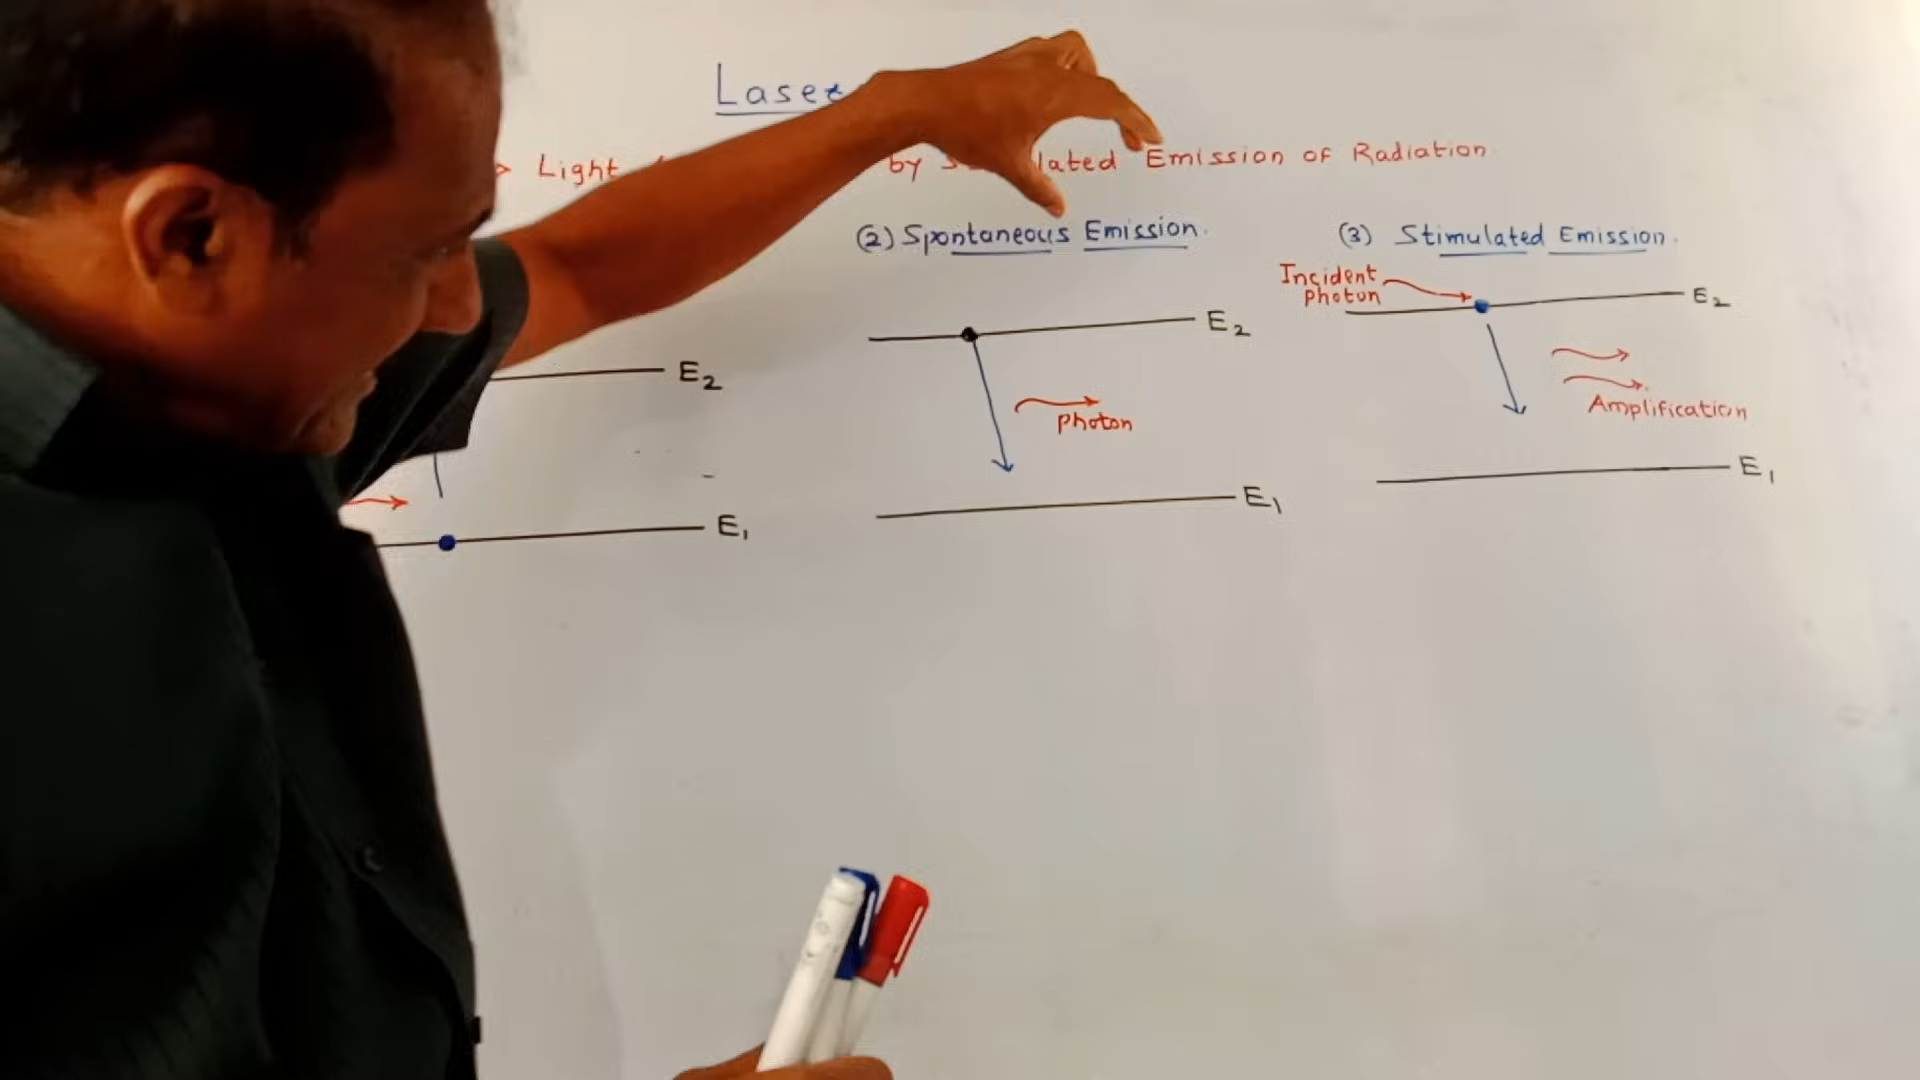 Laser
Light by Emission of Radiation
(2) Spontaneous Emission.
(3) Stimulated Emission.
Incident
photon
E2
E2
E2
Photon
Amplification
E1
E1
E1